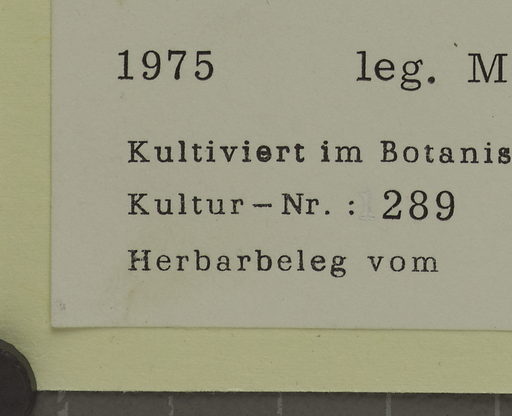 1975 leg. M
Kultiviert im Botanis
Kultur-Nr. : 289
Herbarbeleg vom